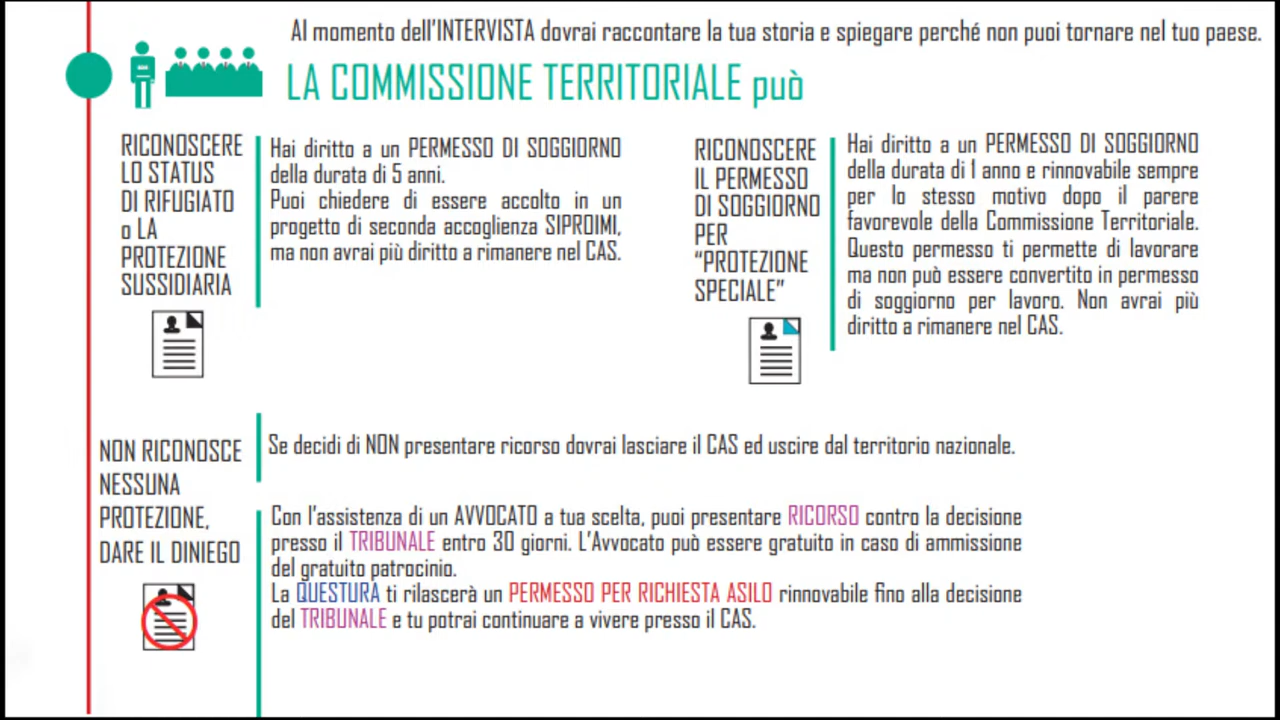 Al momento dell'INTERVISTA dovrai raccontare la tua storia e spiegare perché non puoi tornare nel tuo paese.
LA COMMISSIONE TERRITORIALE può
RICONOSCERE
LO STATUS
DI RIFUGIATO
o LA
PROTEZIONE
SUSSIDIARIA
Hai diritto a un PERMESSO DI SOGGIORNO
della durata di 5 anni.
Puoi chiedere di essere accolto in un
progetto di seconda accoglienza SIPROIMI,
ma non avrai più diritto a rimanere nel CAS.
RICONOSCERE
IL PERMESSO
DI SOGGIORNO
PER
"PROTEZIONE
SPECIALE"
Hai diritto a un PERMESSO DI SOGGIORNO
della durata di 1 anno e rinnovabile sempre
per lo stesso motivo dopo il parere
favorevole della Commissione Territoriale.
Questo permesso ti permette di lavorare
ma non può essere convertito in permesso
di soggiorno per lavoro. Non avrai più
diritto a rimanere nel CAS.
NON RICONOSCE
NESSUNA
PROTEZIONE,
DARE IL DINIEGO
Se decidi di NON presentare ricorso dovrai lasciare il CAS ed uscire dal territorio nazionale.
Con l'assistenza di un AVVOCATO a tua scelta, puoi presentare RICORSO contro la decisione
presso il TRIBUNALE entro 30 giorni. L'Avvocato può essere gratuito in caso di ammissione
del gratuito patrocinio.
La QUESTURA ti rilascerà un PERMESSO PER RICHIESTA ASILO rinnovabile fino alla decisione
del TRIBUNALE e tu potrai continuare a vivere presso il CAS.